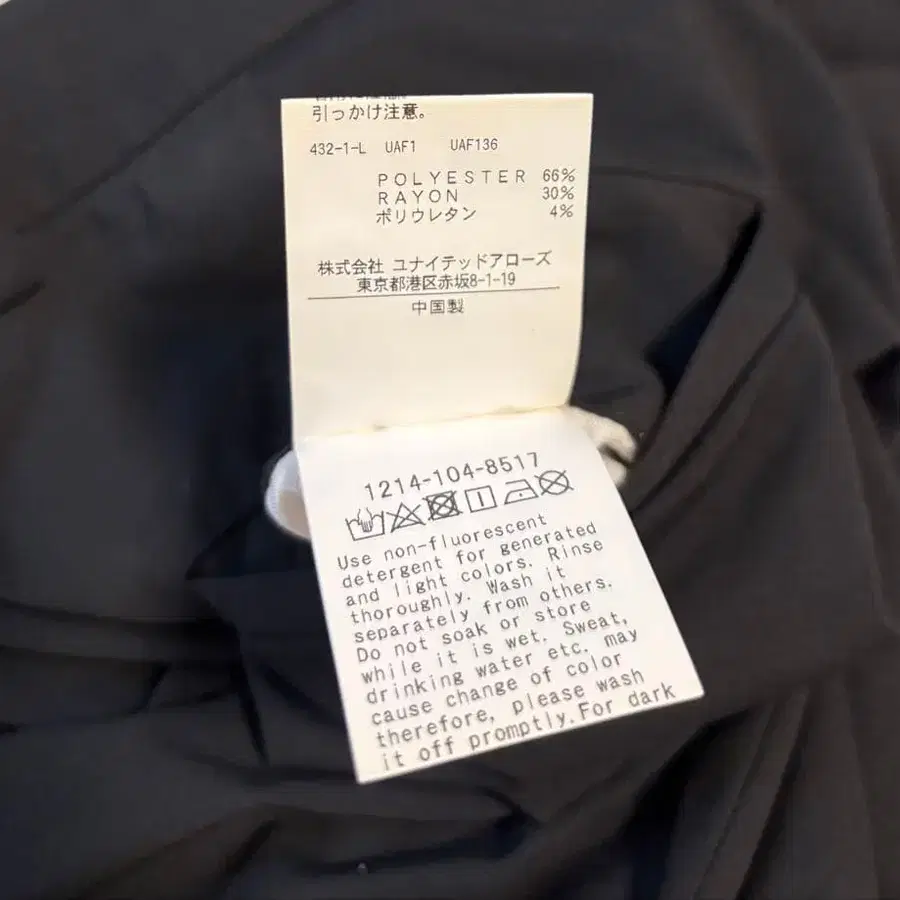 引っかけ注意。
432-1-L UAF1 UAF136
POLYESTER 66%
RAYON 30%
ポリウレタン 4%
株式会社 ユナイテッドアローズ
東京都港区赤坂8-1-19
中国製
1214-104-8517
Use non-fluorescent
detergent for generated
and light colors. Rinse
thoroughly. Wash it
separately from others.
Do not soak or store
while it is wet. Sweat,
drinking water etc. may
cause change of color
therefore, please wash
it off promptly.For dark